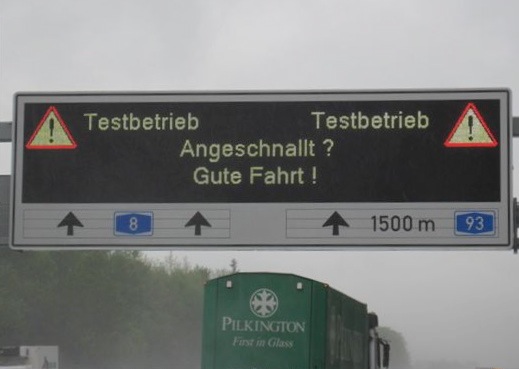 Testbetrieb Testbetrieb
Angeschnallt ?
Gute Fahrt !
8 1500 m 93
PILKINGTON
First in Glass